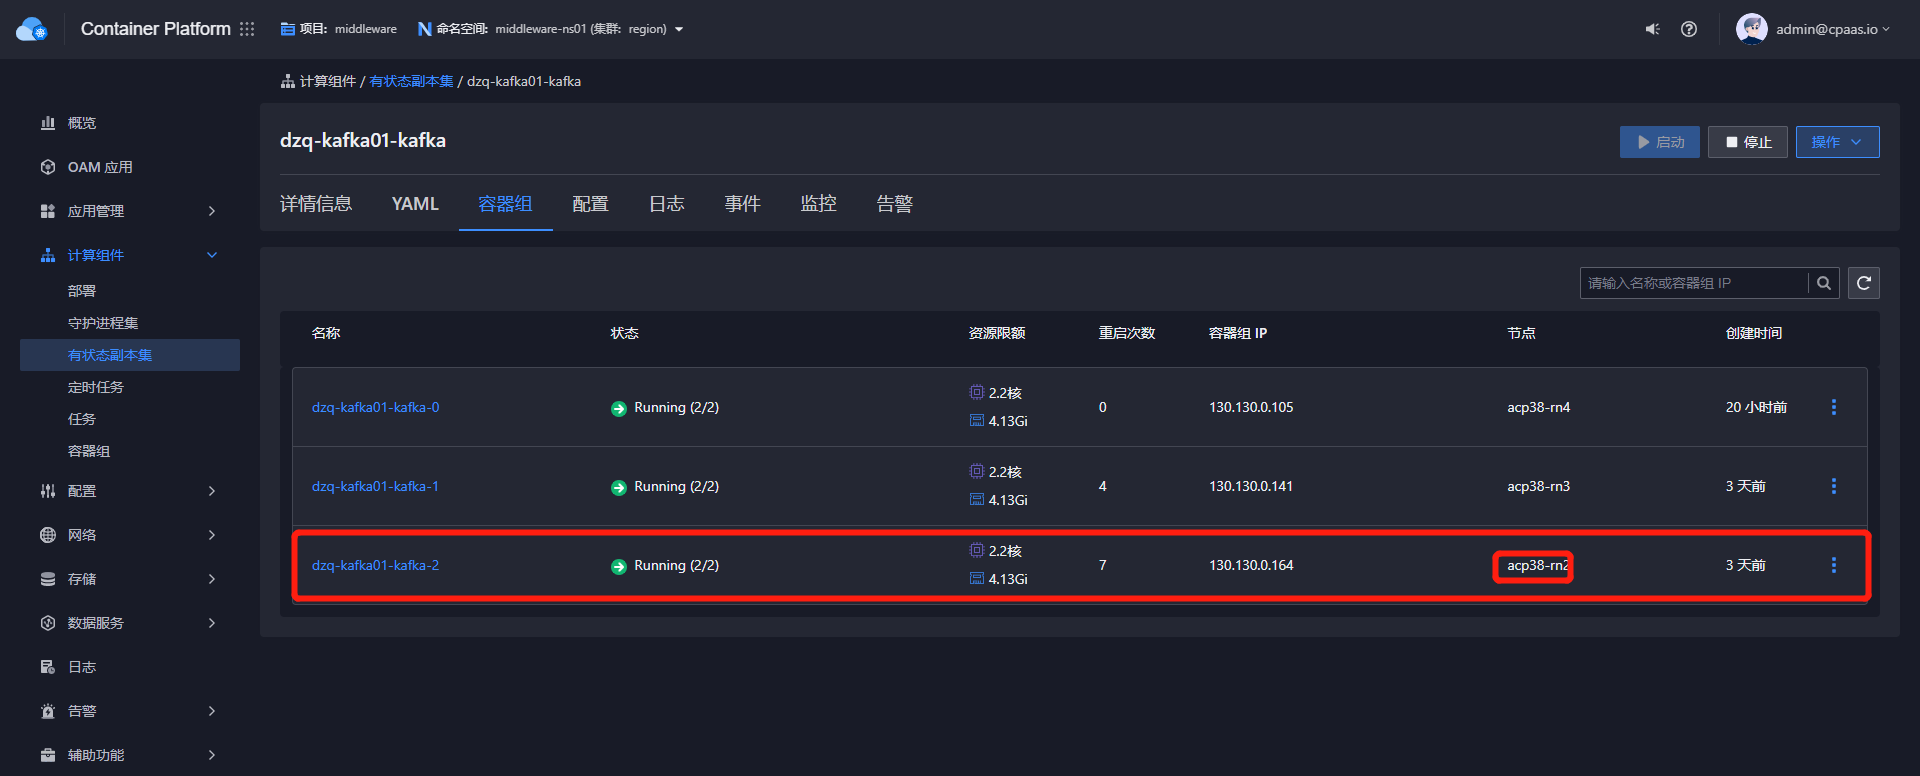 Container Platform
项目: middleware
命名空间: middleware-ns01 (集群: region)
admin@cpaas.io
计算组件 / 有状态副本集 / dzq-kafka01-kafka
概览
OAM 应用
应用管理
计算组件
部署
守护进程集
有状态副本集
定时任务
任务
容器组
配置
网络
存储
数据服务
日志
告警
辅助功能
dzq-kafka01-kafka
启动
停止
操作
详情信息 YAML 容器组 配置 日志 事件 监控 告警
请输入名称或容器组 IP
名称 状态 资源限额 重启次数 容器组 IP 节点 创建时间
dzq-kafka01-kafka-0 Running (2/2) 2.2核 4.13Gi 0 130.130.0.105 acp38-rn4 20 小时前
dzq-kafka01-kafka-1 Running (2/2) 2.2核 4.13Gi 4 130.130.0.141 acp38-rn3 3 天前
dzq-kafka01-kafka-2 Running (2/2) 2.2核 4.13Gi 7 130.130.0.164 acp38-rn2 3 天前